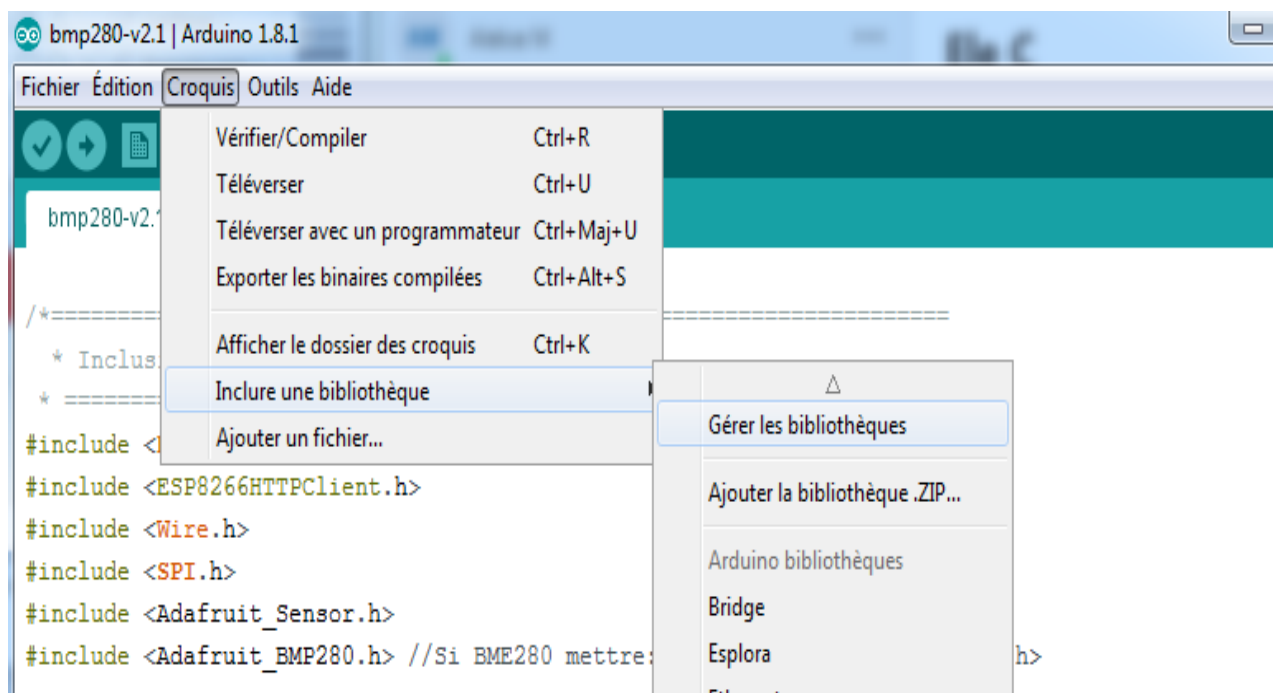 bmp280-v2.1 | Arduino 1.8.1
Fichier Édition Croquis Outils Aide
bmp280-v2.1
Vérifier/Compiler Ctrl+R
Téléverser Ctrl+U
Téléverser avec un programmateur Ctrl+Maj+U
Exporter les binaires compilées Ctrl+Alt+S
Afficher le dossier des croquis Ctrl+K
Inclure une bibliothèque
Ajouter un fichier...
Gérer les bibliothèques
Ajouter la bibliothèque .ZIP...
Arduino bibliothèques
Bridge
Esplora
/*=========== =======================
* Inclus
* =========
#include <
#include <ESP8266HTTPClient.h>
#include <Wire.h>
#include <SPI.h>
#include <Adafruit_Sensor.h>
#include <Adafruit_BMP280.h> //Si BME280 mettre: h>